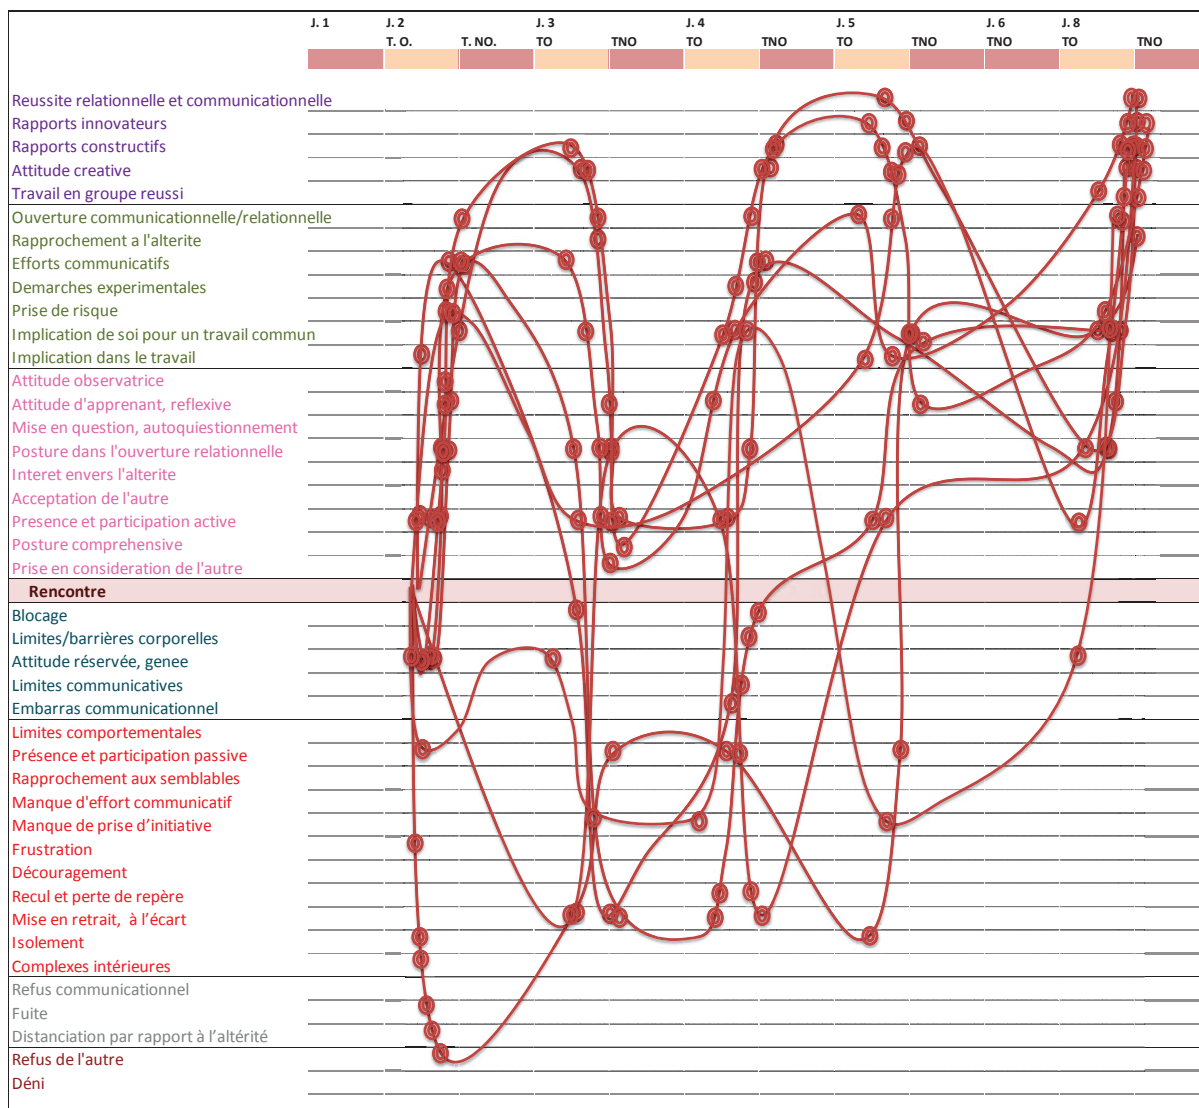 J. 1 J. 2 J. 3 J. 4 J. 5 J. 6 J. 8
T. O. T. NO. TO TNO TO TNO TO TNO TNO TO TNO
Reussite relationnelle et communicationnelle
Rapports innovateurs
Rapports constructifs
Attitude creative
Travail en groupe reussi
Ouverture communicationnelle/relationnelle
Rapprochement a l'alterite
Efforts communicatifs
Demarches experimentales
Prise de risque
Implication de soi pour un travail commun
Implication dans le travail
Attitude observatrice
Attitude d'apprenant, reflexive
Mise en question, autoquiestionnement
Posture dans l'ouverture relationnelle
Interet envers l'alterite
Acceptation de l'autre
Presence et participation active
Posture comprehensive
Prise en consideration de l'autre
Rencontre
Blocage
Limites/barrières corporelles
Attitude réservée, genee
Limites communicatives
Embarras communicationnel
Limites comportementales
Présence et participation passive
Rapprochement aux semblables
Manque d'effort communicatif
Manque de prise d’initiative
Frustration
Découragement
Recul et perte de repère
Mise en retrait, à l’écart
Isolement
Complexes intérieures
Refus communicationnel
Fuite
Distanciation par rapport à l’altérité
Refus de l'autre
Déni